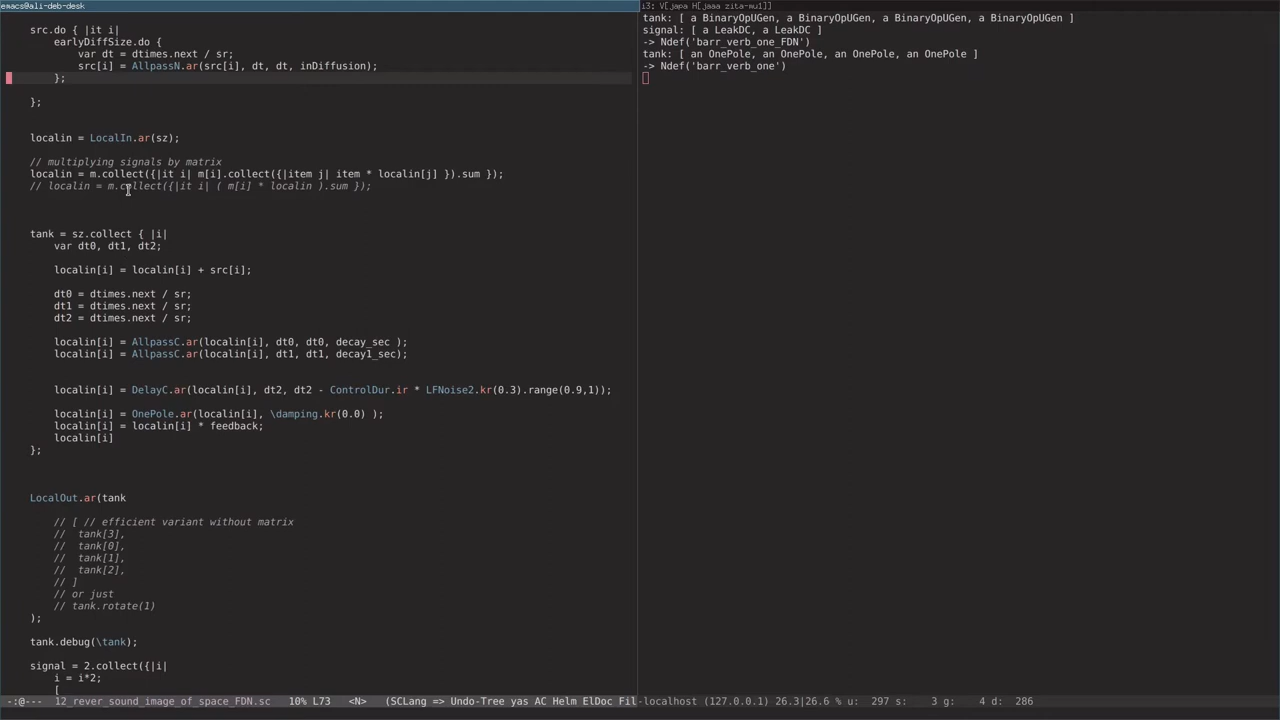 emacs@ali-deb-desk
src.do { |it i|
earlyDiffSize.do {
var dt = dtimes.next / sr;
src[i] = AllpassN.ar(src[i], dt, dt, inDiffusion);
};
};
localin = LocalIn.ar(sz);
// multiplying signals by matrix
localin = m.collect({|it i| m[i].collect({|item j| item * localin[j] }).sum });
// localin = m.collect({|it i| ( m[i] * localin ).sum });
tank = sz.collect { |i|
var dt0, dt1, dt2;
localin[i] = localin[i] + src[i];
dt0 = dtimes.next / sr;
dt1 = dtimes.next / sr;
dt2 = dtimes.next / sr;
localin[i] = AllpassC.ar(localin[i], dt0, dt0, decay_sec );
localin[i] = AllpassC.ar(localin[i], dt1, dt1, decay1_sec);
localin[i] = DelayC.ar(localin[i], dt2, dt2 - ControlDur.ir * LFNoise2.kr(0.3).range(0.9,1));
localin[i] = OnePole.ar(localin[i], \damping.kr(0.0) );
localin[i] = localin[i] * feedback;
localin[i]
};
LocalOut.ar(tank
// [ // efficient variant without matrix
// tank[3],
// tank[0],
// tank[1],
// tank[2],
// ]
// or just
// tank.rotate(1)
);
tank.debug(\tank);
signal = 2.collect({|i|
i = i*2;
[
-:@--- 12_rever_sound_image_of_space_FDN.sc 10% L73 <N> (SCLang => Undo-Tree yas AC Helm ElDoc Fil
i3: V[japa H[jaaa zita-mu1]]
tank: [ a BinaryOpUGen, a BinaryOpUGen, a BinaryOpUGen, a BinaryOpUGen ]
signal: [ a LeakDC, a LeakDC ]
-> Ndef('barr_verb_one_FDN')
tank: [ an OnePole, an OnePole, an OnePole, an OnePole ]
-> Ndef('barr_verb_one')
-localhost (127.0.0.1) 26.3|26.6 % u: 297 s: 3 g: 4 d: 286